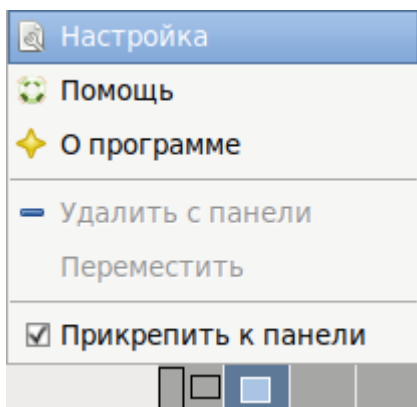 Настройка
Помощь
О программе
Удалить с панели
Переместить
Прикрепить к панели